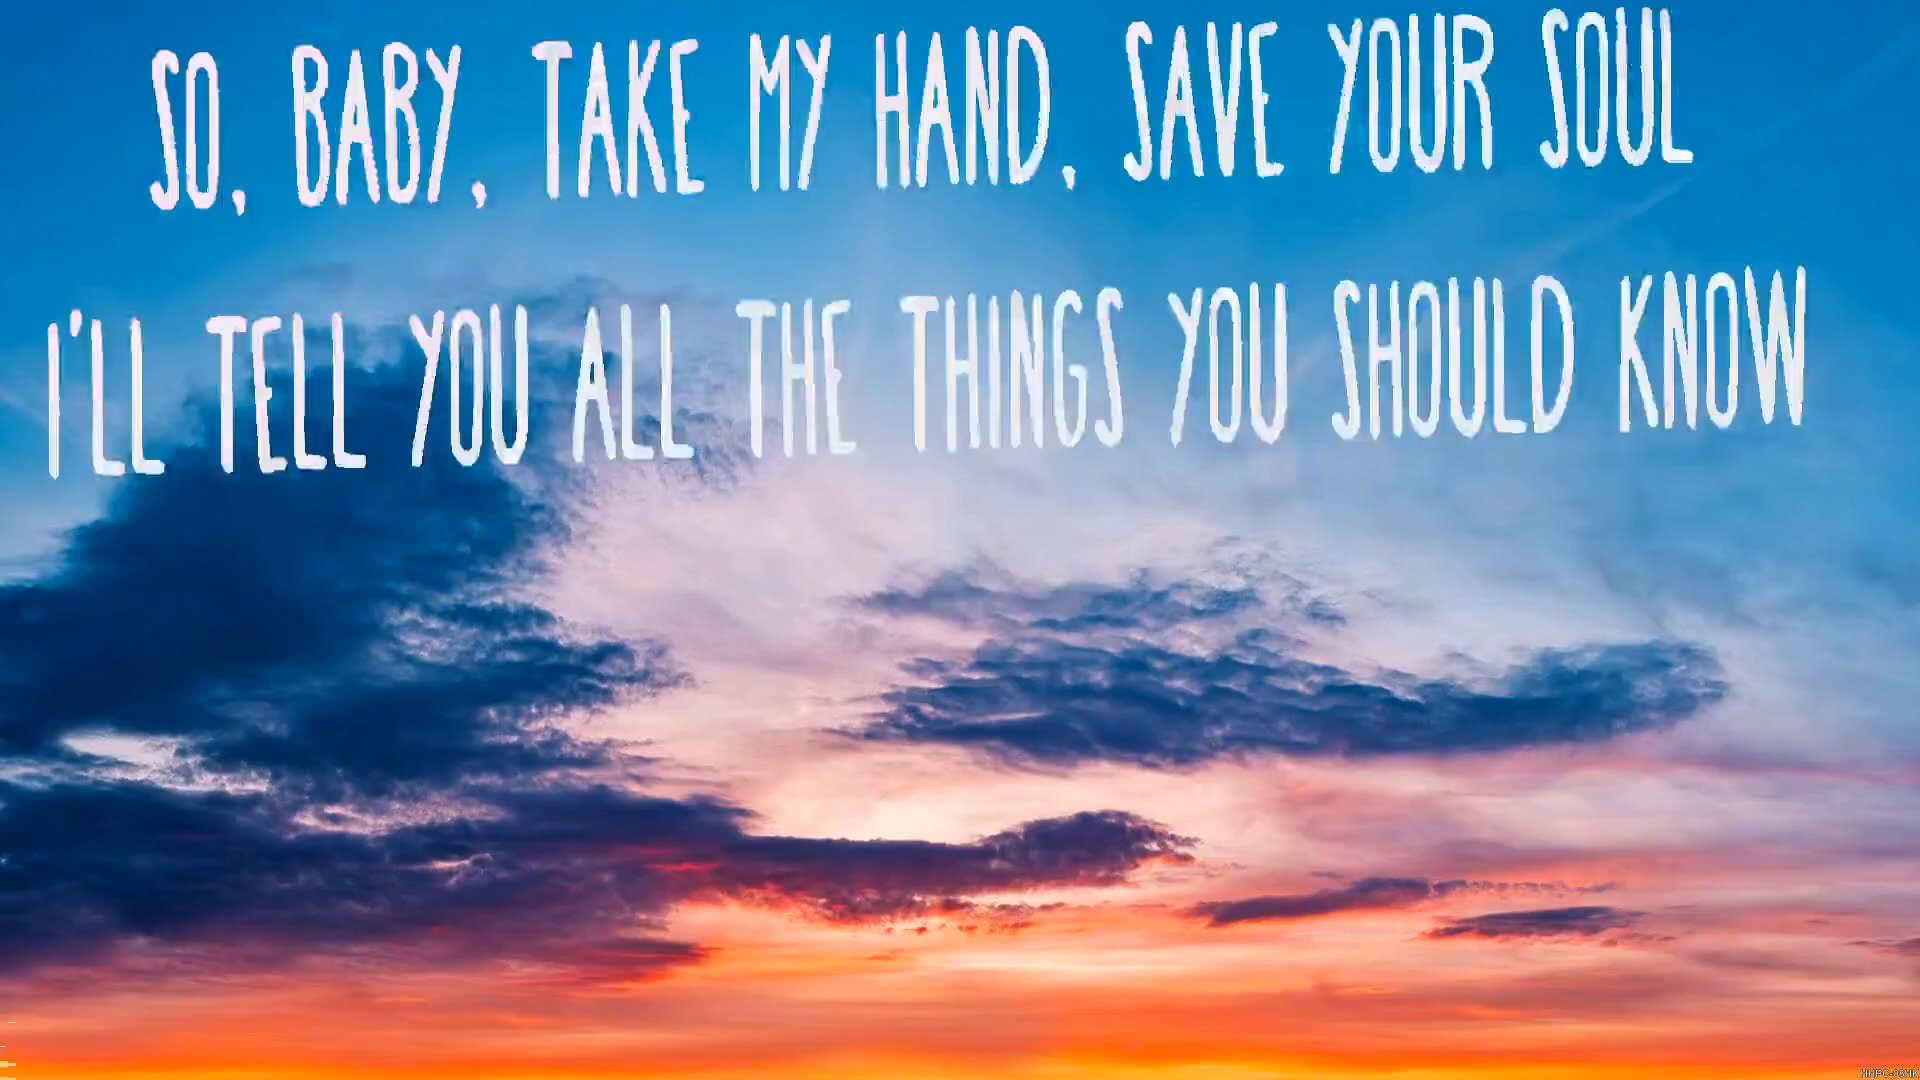 SO, BABY, TAKE MY HAND, SAVE YOUR SOUL
I'LL TELL YOU ALL THE THINGS YOU SHOULD KNOW